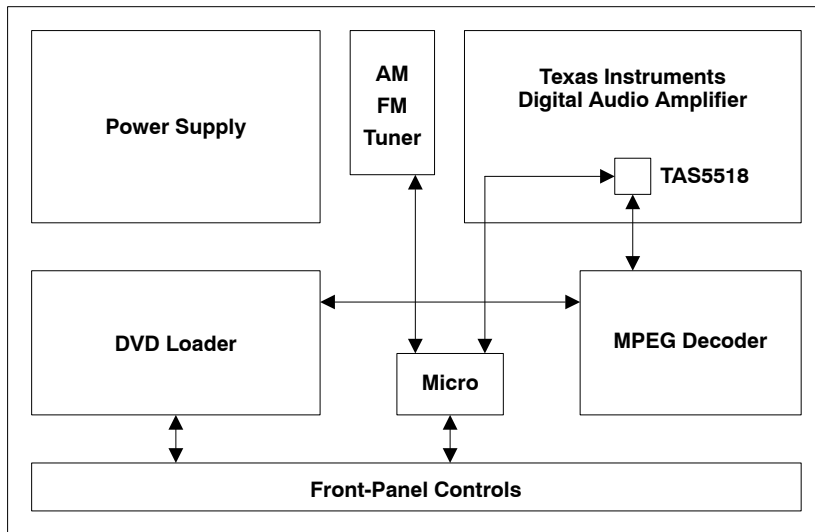 Power Supply
AM
FM
Tuner
Texas Instruments
Digital Audio Amplifier
TAS5518
DVD Loader
Micro
MPEG Decoder
Front-Panel Controls